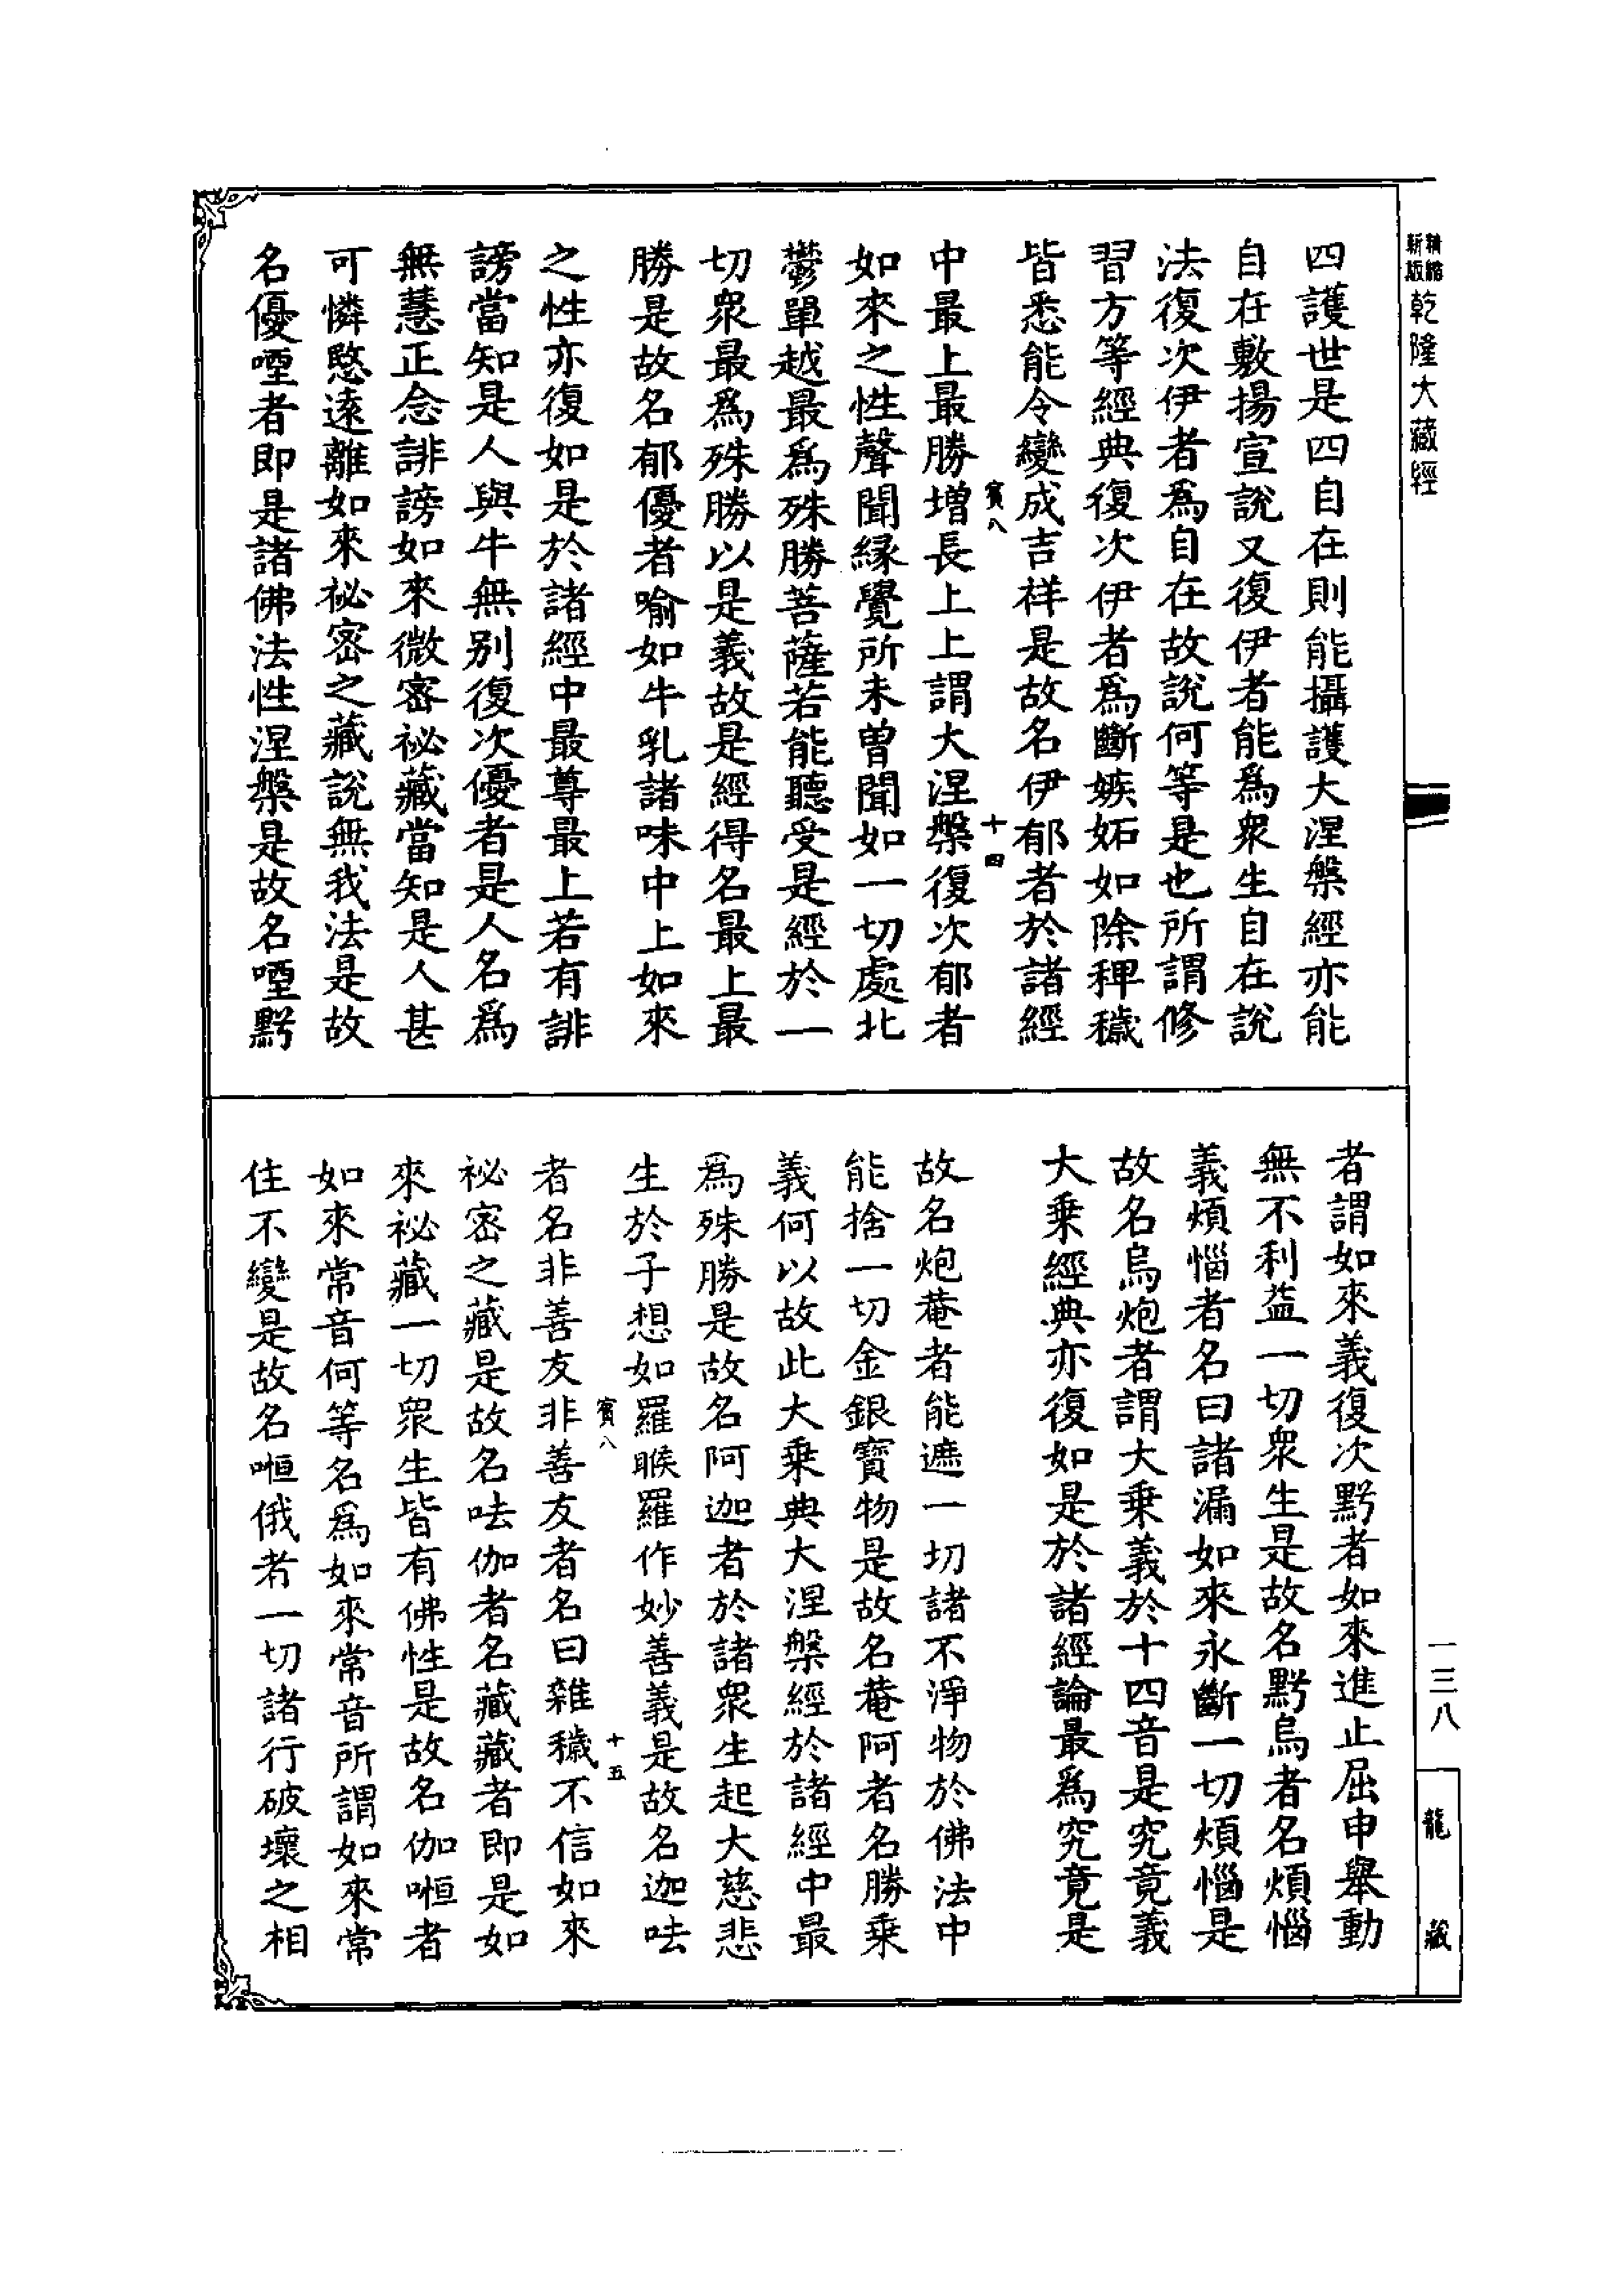 精縮
新版
乾隆大藏經
四護世是四自在則能攝護大涅槃經亦能
自在敷揚宣說又復伊者能爲衆生自在說
法復次伊者爲自在故說何等是也所謂修
習方等經典復次伊者爲斷嫉妬如除稗穢
皆悉能令變成吉祥是故名伊郁者於諸經
賓八
十四
中最上最勝增長上上謂大涅槃復次郁者
如來之性聲聞緣覺所未曾聞如一切處北
鬱單越最爲殊勝菩薩若能聽受是經於一
切衆最爲殊勝以是義故是經得名最上最
勝是故名郁優者喻如牛乳諸味中上如來
之性亦復如是於諸經中最尊最上若有誹
謗當知是人與牛無别復次優者是人名爲
無慧正念誹謗如來微密祕藏當知是人甚
可憐愍遠離如來祕密之藏說無我法是故
名優嘊者即是諸佛法性涅槃是故名嘊黳
者謂如來義復次黳者如來進止屈申舉動
無不利益一切衆生是故名黳烏者名煩惱
義煩惱者名曰諸漏如來永斷一切煩惱是
故名烏炮者謂大乗義於十四音是究竟義
大乗經典亦復如是於諸經論最爲究竟是
故名炮菴者能遮一切諸不淨物於佛法中
能捨一切金銀寶物是故名菴阿者名勝乗
義何以故此大乗典大涅槃經於諸經中最
爲殊勝是故名阿迦者於諸衆生起大慈悲
生於子想如羅睺羅作妙善義是故名迦呿
賓八
十五
者名非善友非善友者名曰雜穢不信如來
祕密之藏是故名呿伽者名藏藏者即是如
來祕藏一切衆生皆有佛性是故名伽㖶者
如來常音何等名爲如來常音所謂如來常
住不變是故名㖶俄者一切諸行破壞之相
一三八
龍藏